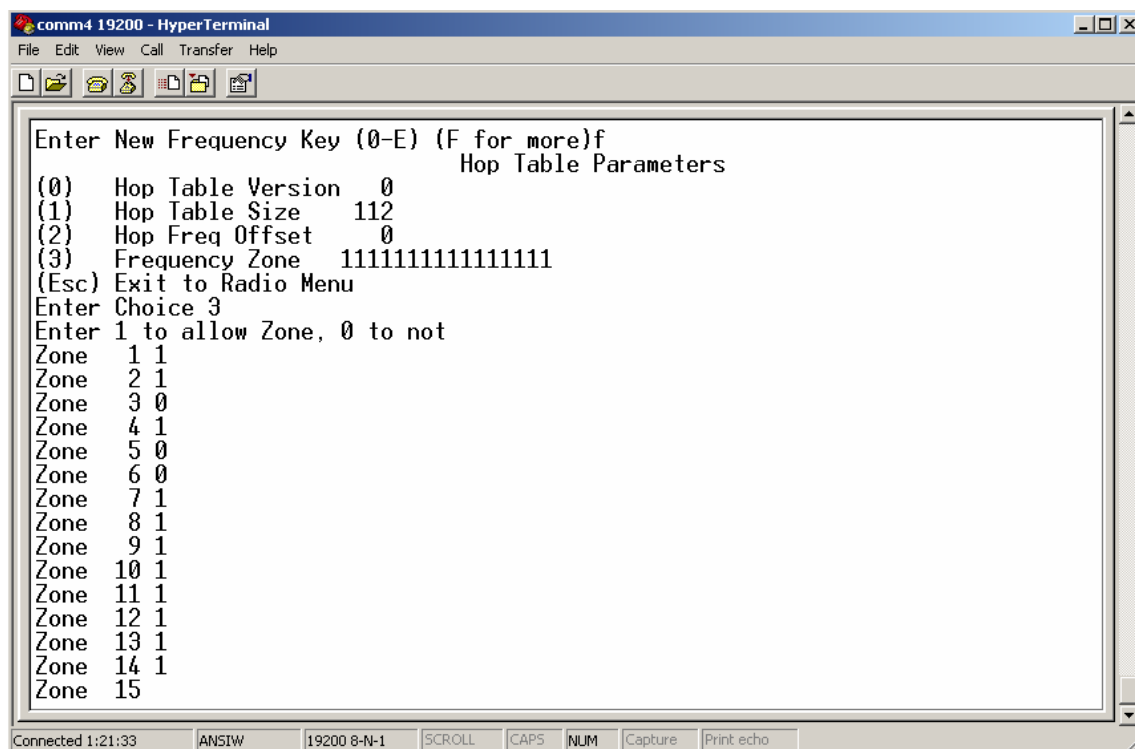 comm4 19200 - HyperTerminal
File Edit View Call Transfer Help
Enter New Frequency Key (0-E) (F for more)f
Hop Table Parameters
(0) Hop Table Version 0
(1) Hop Table Size 112
(2) Hop Freq Offset 0
(3) Frequency Zone 1111111111111111
(Esc) Exit to Radio Menu
Enter Choice 3
Enter 1 to allow Zone, 0 to not
Zone 1 1
Zone 2 1
Zone 3 0
Zone 4 1
Zone 5 0
Zone 6 0
Zone 7 1
Zone 8 1
Zone 9 1
Zone 10 1
Zone 11 1
Zone 12 1
Zone 13 1
Zone 14 1
Zone 15
Connected 1:21:33 ANSIW 19200 8-N-1 SCROLL CAPS NUM Capture Print echo